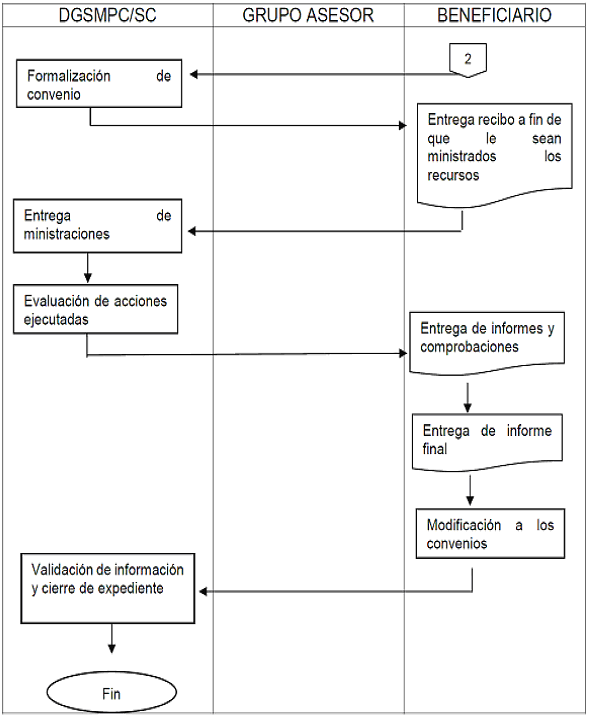 DGSMPC/SC GRUPO ASESOR BENEFICIARIO
2
Formalización de
convenio
Entrega recibo a fin de
que le sean
ministrados los
recursos
Entrega de
ministraciones
Evaluación de acciones
ejecutadas
Entrega de informes y
comprobaciones
Entrega de informe
final
Modificación a los
convenios
Validación de información
y cierre de expediente
Fin